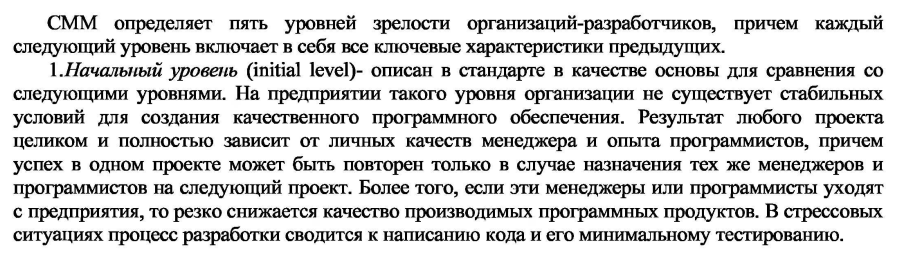 СММ определяет пять уровней зрелости организаций-разработчиков, причем каждый
следующий уровень включает в себя все ключевые характеристики предыдущих.
1.Начальный уровень (initial level)- описан в стандарте в качестве основы для сравнения со
следующими уровнями. На предприятии такого уровня организации не существует стабильных
условий для создания качественного программного обеспечения. Результат любого проекта
целиком и полностью зависит от личных качеств менеджера и опыта программистов, причем
успех в одном проекте может быть повторен только в случае назначения тех же менеджеров и
программистов на следующий проект. Более того, если эти менеджеры или программисты уходят
с предприятия, то резко снижается качество производимых программных продуктов. В стрессовых
ситуациях процесс разработки сводится к написанию кода и его минимальному тестированию.